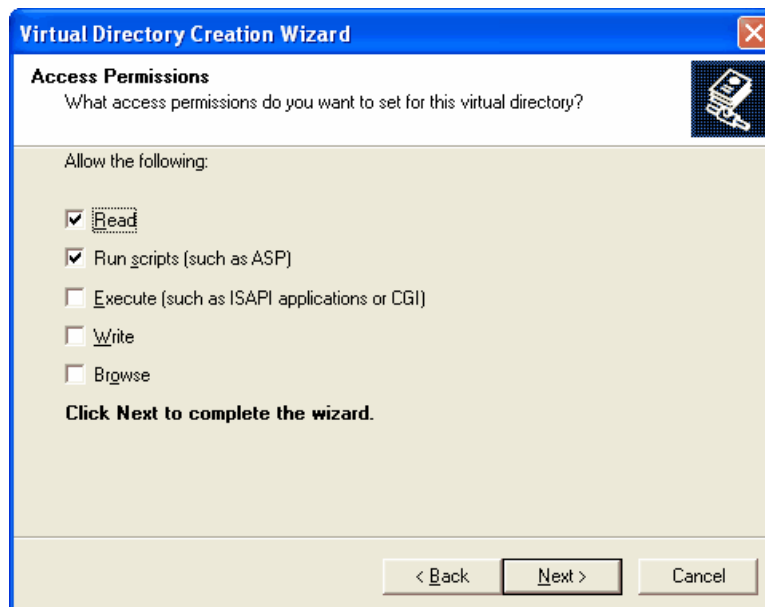 Virtual Directory Creation Wizard
Access Permissions
What access permissions do you want to set for this virtual directory?
Allow the following:
Read
Run scripts (such as ASP)
Execute (such as ISAPI applications or CGI)
Write
Browse
Click Next to complete the wizard.
< Back Next > Cancel